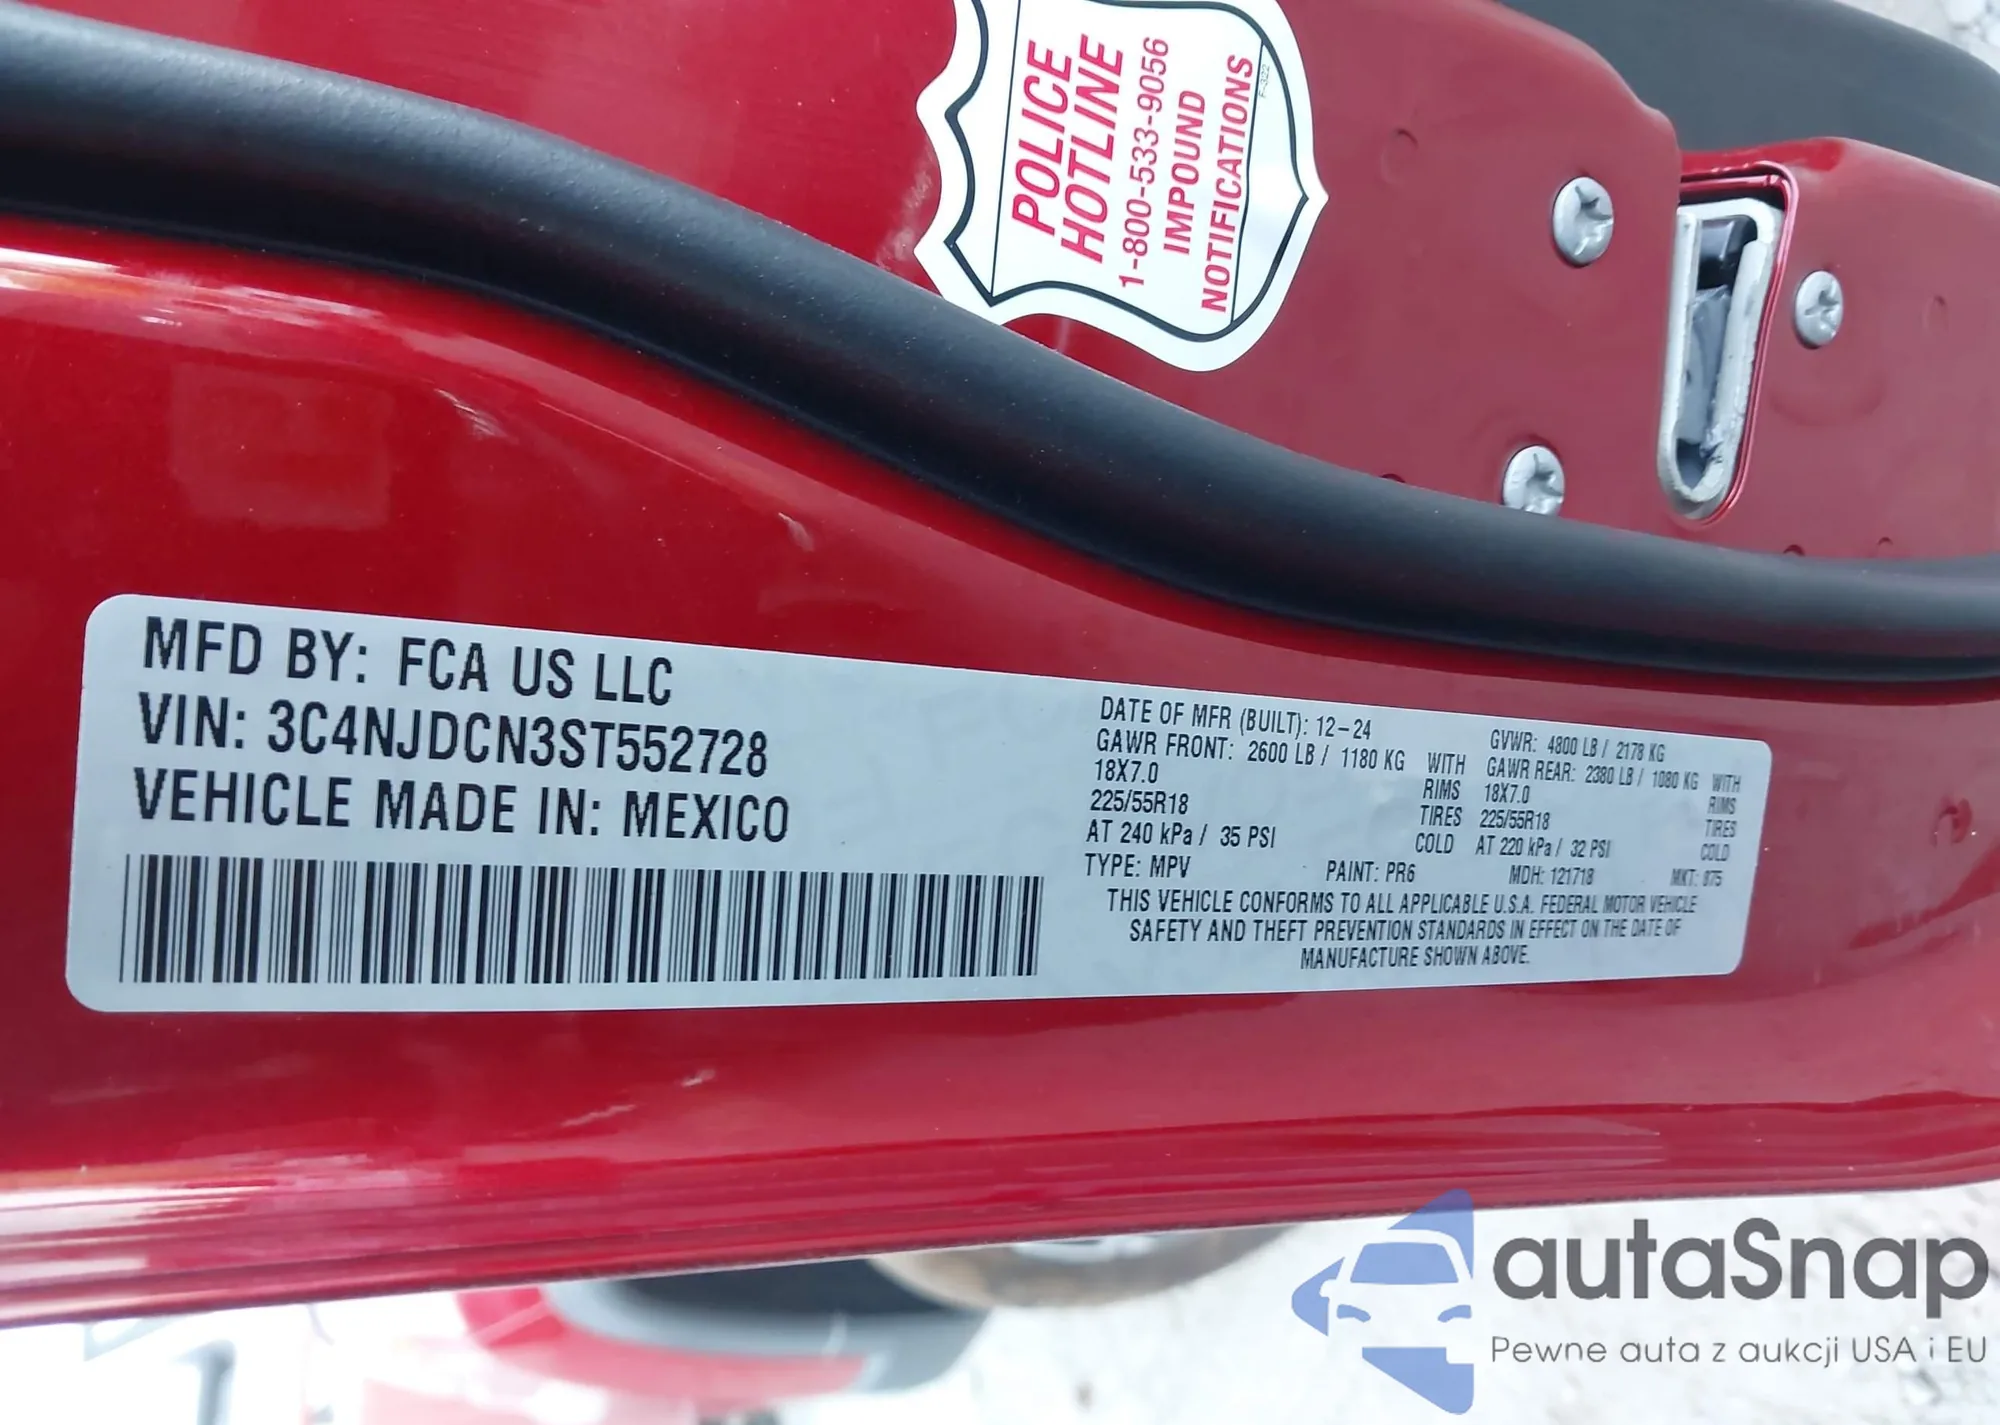 POLICE
HOTLINE
1-800-533-9056
IMPOUND
NOTIFICATIONS
F-322
MFD BY: FCA US LLC
VIN: 3C4NJDCN3ST552728
VEHICLE MADE IN: MEXICO
DATE OF MFR (BUILT): 12-24 GVWR: 4800 LB / 2178 KG
GAWR FRONT: 2600 LB / 1180 KG WITH GAWR REAR: 2380 LB / 1080 KG WITH
18X7.0 RIMS 18X7.0 RIMS
225/55R18 TIRES 225/55R18 TIRES
AT 240 kPa / 35 PSI COLD AT 220 kPa / 32 PSI COLD
TYPE: MPV PAINT: PR6 MDH: 121718 MKT: 875
THIS VEHICLE CONFORMS TO ALL APPLICABLE U.S.A. FEDERAL MOTOR VEHICLE
SAFETY AND THEFT PREVENTION STANDARDS IN EFFECT ON THE DATE OF
MANUFACTURE SHOWN ABOVE.
autaSnap
Pewne auta z aukcji USA i EU